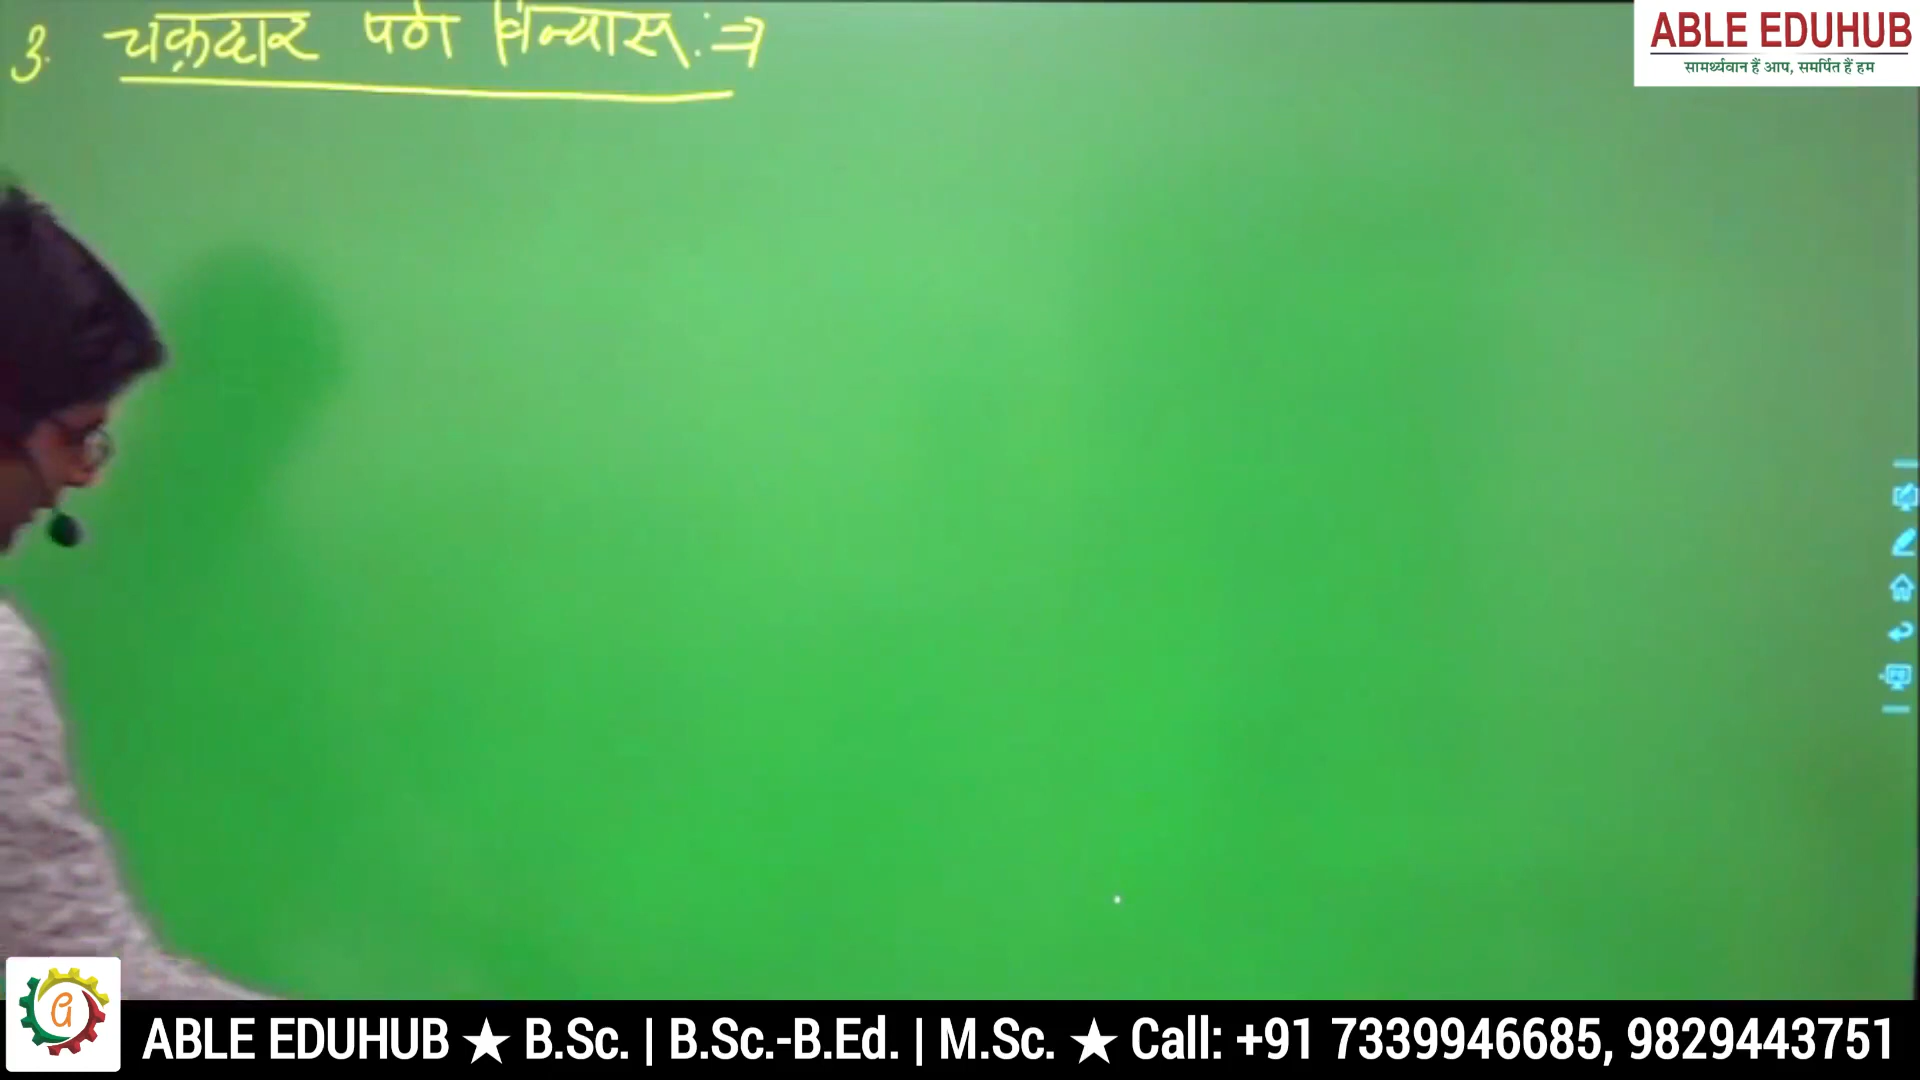 3. चक्रदार पर्ण विन्यास :⇒
ABLE EDUHUB
सामर्थ्यवान हैं आप, समर्पित हैं हम
ABLE EDUHUB ★ B.Sc. | B.Sc.-B.Ed. | M.Sc. ★ Call: +91 7339946685, 9829443751